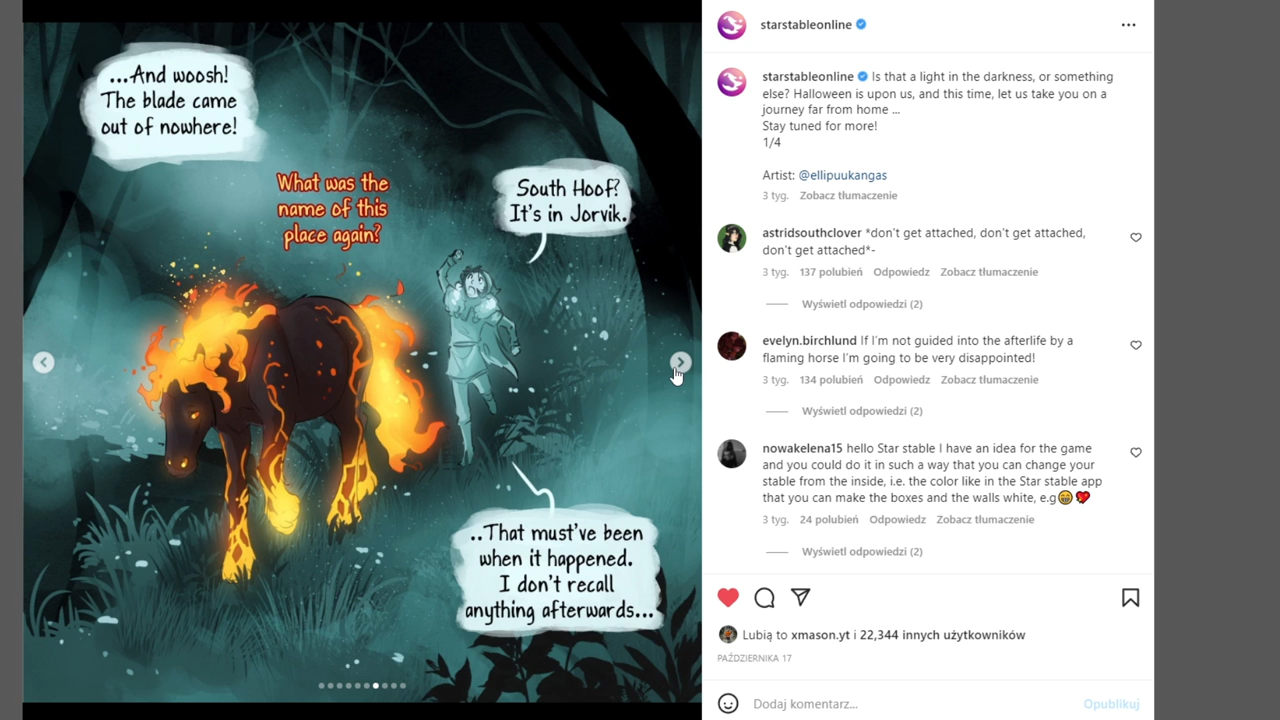 ...And woosh!
The blade came
out of nowhere!
What was the
name of this
place again?
South Hoof?
It's in Jorvik.
..That must've been
when it happened.
I don't recall
anything afterwards...
starstableonline
starstableonline Is that a light in the darkness, or something
else? Halloween is upon us, and this time, let us take you on a
journey far from home ...
Stay tuned for more!
1/4
Artist: @ellipuukangas
3 tyg. Zobacz tłumaczenie
astridsouthclover *don't get attached, don't get attached,
don't get attached*-
3 tyg. 137 polubień Odpowiedz Zobacz tłumaczenie
Wyświetl odpowiedzi (2)
evelyn.birchlund If I'm not guided into the afterlife by a
flaming horse I'm going to be very disappointed!
3 tyg. 134 polubień Odpowiedz Zobacz tłumaczenie
Wyświetl odpowiedzi (2)
nowakelena15 hello Star stable I have an idea for the game
and you could do it in such a way that you can change your
stable from the inside, i.e. the color like in the Star stable app
that you can make the boxes and the walls white, e.g😁💘
3 tyg. 24 polubień Odpowiedz Zobacz tłumaczenie
Wyświetl odpowiedzi (2)
Lubią to xmason.yt i 22,344 innych użytkowników
PAŹDZIERNIKA 17
Dodaj komentarz...
Opublikuj